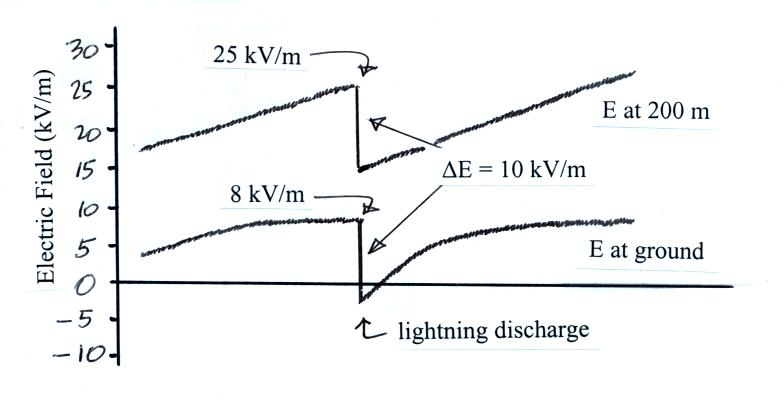 30
25 kV/m
25
20
E at 200 m
15
ΔE = 10 kV/m
8 kV/m
10
5
E at ground
0
-5
lightning discharge
-10
Electric Field (kV/m)